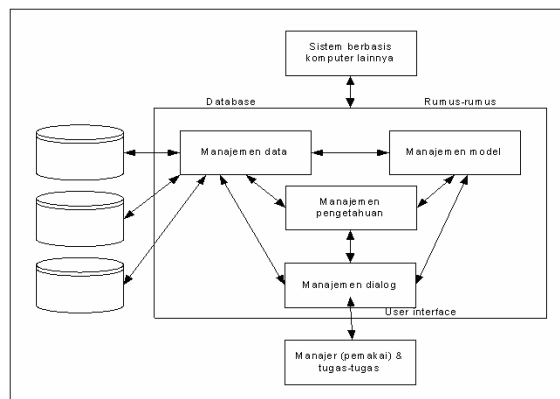 Sistem berbasis
komputer lainnya
Database
Rumus-rumus
Manajemen data
Manajemen model
Manajemen
pengetahuan
Manajemen dialog
User interface
Manajer (pemakai) &
tugas-tugas